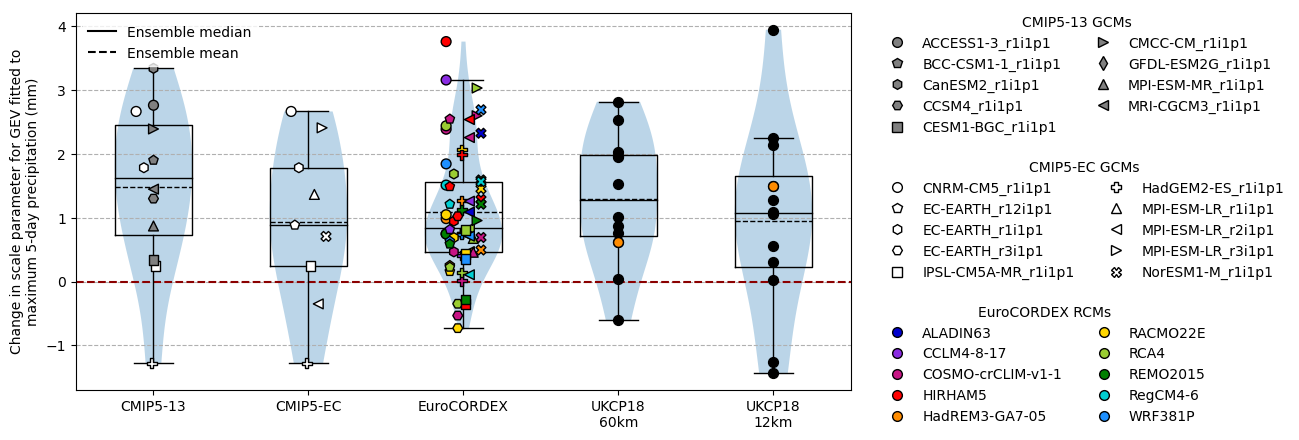 Change in scale parameter for GEV fitted to
maximum 5-day precipitation (mm)
4
3
2
1
0
−1
Ensemble median
Ensemble mean
CMIP5-13
CMIP5-EC
EuroCORDEX
UKCP18
60km
UKCP18
12km
CMIP5-13 GCMs
ACCESS1-3_r1i1p1
BCC-CSM1-1_r1i1p1
CanESM2_r1i1p1
CCSM4_r1i1p1
CESM1-BGC_r1i1p1
CMCC-CM_r1i1p1
GFDL-ESM2G_r1i1p1
MPI-ESM-MR_r1i1p1
MRI-CGCM3_r1i1p1
CMIP5-EC GCMs
CNRM-CM5_r1i1p1
EC-EARTH_r12i1p1
EC-EARTH_r1i1p1
EC-EARTH_r3i1p1
IPSL-CM5A-MR_r1i1p1
HadGEM2-ES_r1i1p1
MPI-ESM-LR_r1i1p1
MPI-ESM-LR_r2i1p1
MPI-ESM-LR_r3i1p1
NorESM1-M_r1i1p1
EuroCORDEX RCMs
ALADIN63
CCLM4-8-17
COSMO-crCLIM-v1-1
HIRHAM5
HadREM3-GA7-05
RACMO22E
RCA4
REMO2015
RegCM4-6
WRF381P